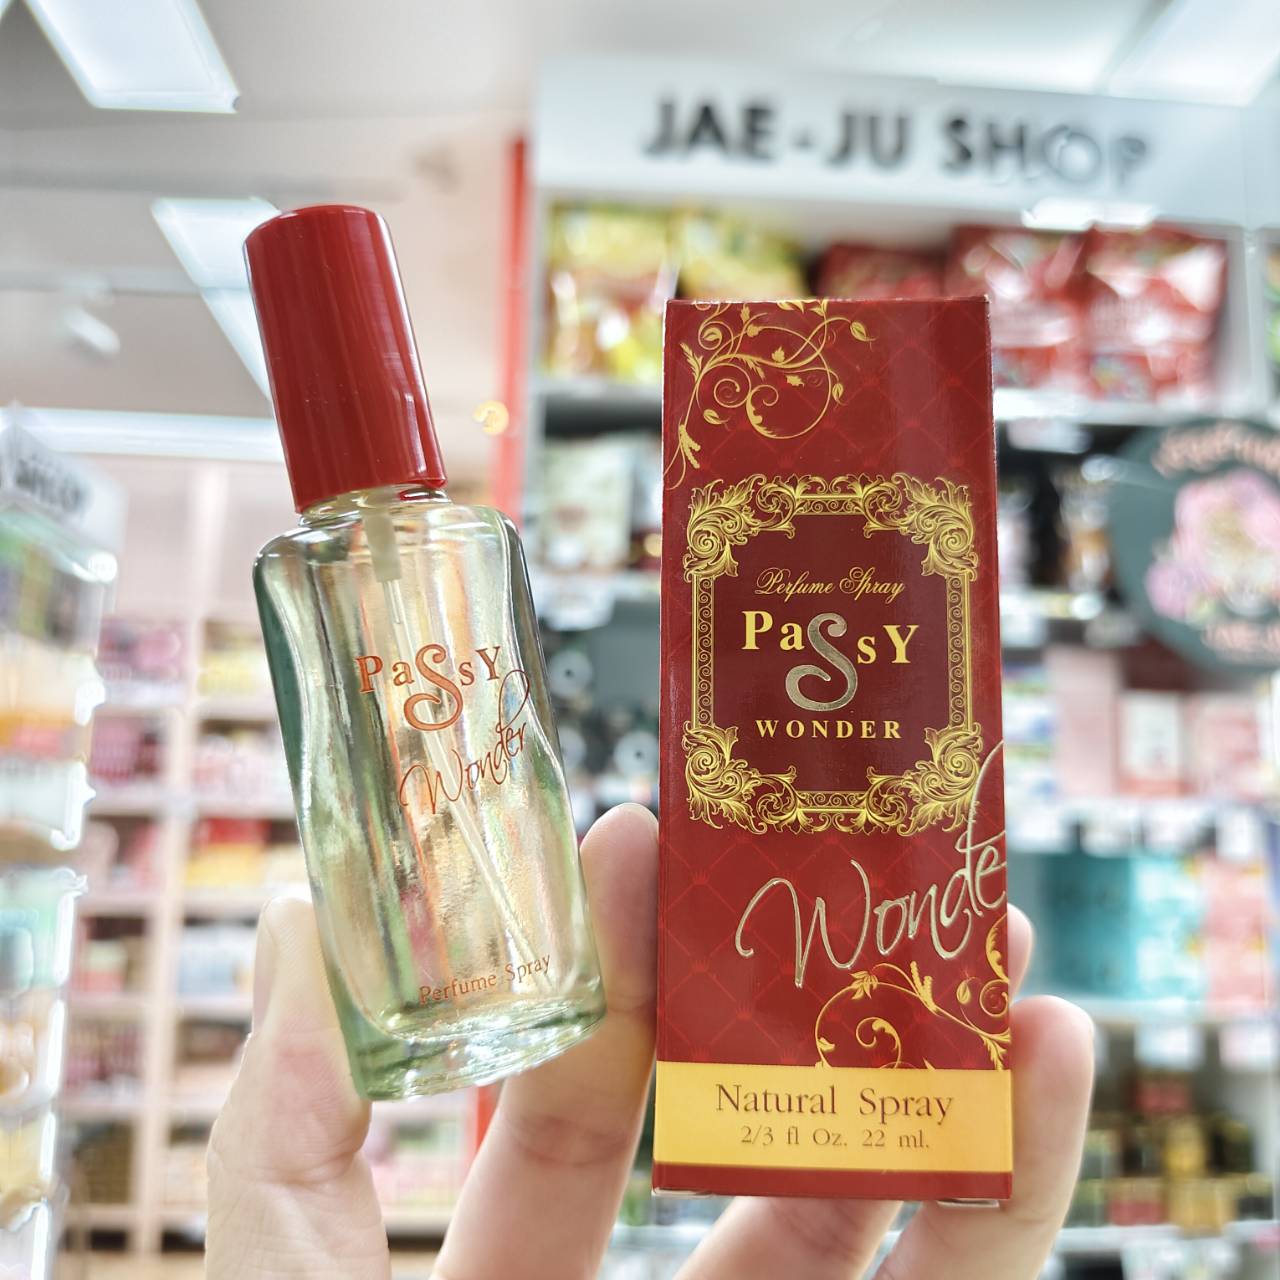 JAE-JU SHOP
SHOP
PaSsY
Wonder
Perfume Spray
Perfume Spray
PaSsY
WONDER
Wonde
Natural Spray
2/3 fl Oz. 22 ml.